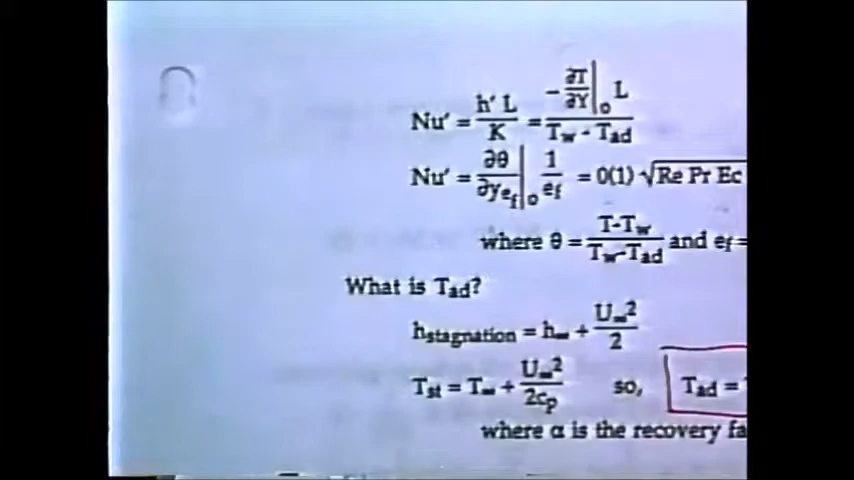 Nu' = h' L / K = -∂T/∂Y|₀ L / T_w - T_ad
Nu' = ∂θ/∂y_{e_f}|₀ 1/e_f = 0(1) √Re Pr Ec
where θ = T-T_w / T_w-T_ad and e_f =
What is T_ad?
h_stagnation = h_∞ + U_∞² / 2
T_st = T_∞ + U_∞² / 2c_p so, T_ad =
where α is the recovery fa